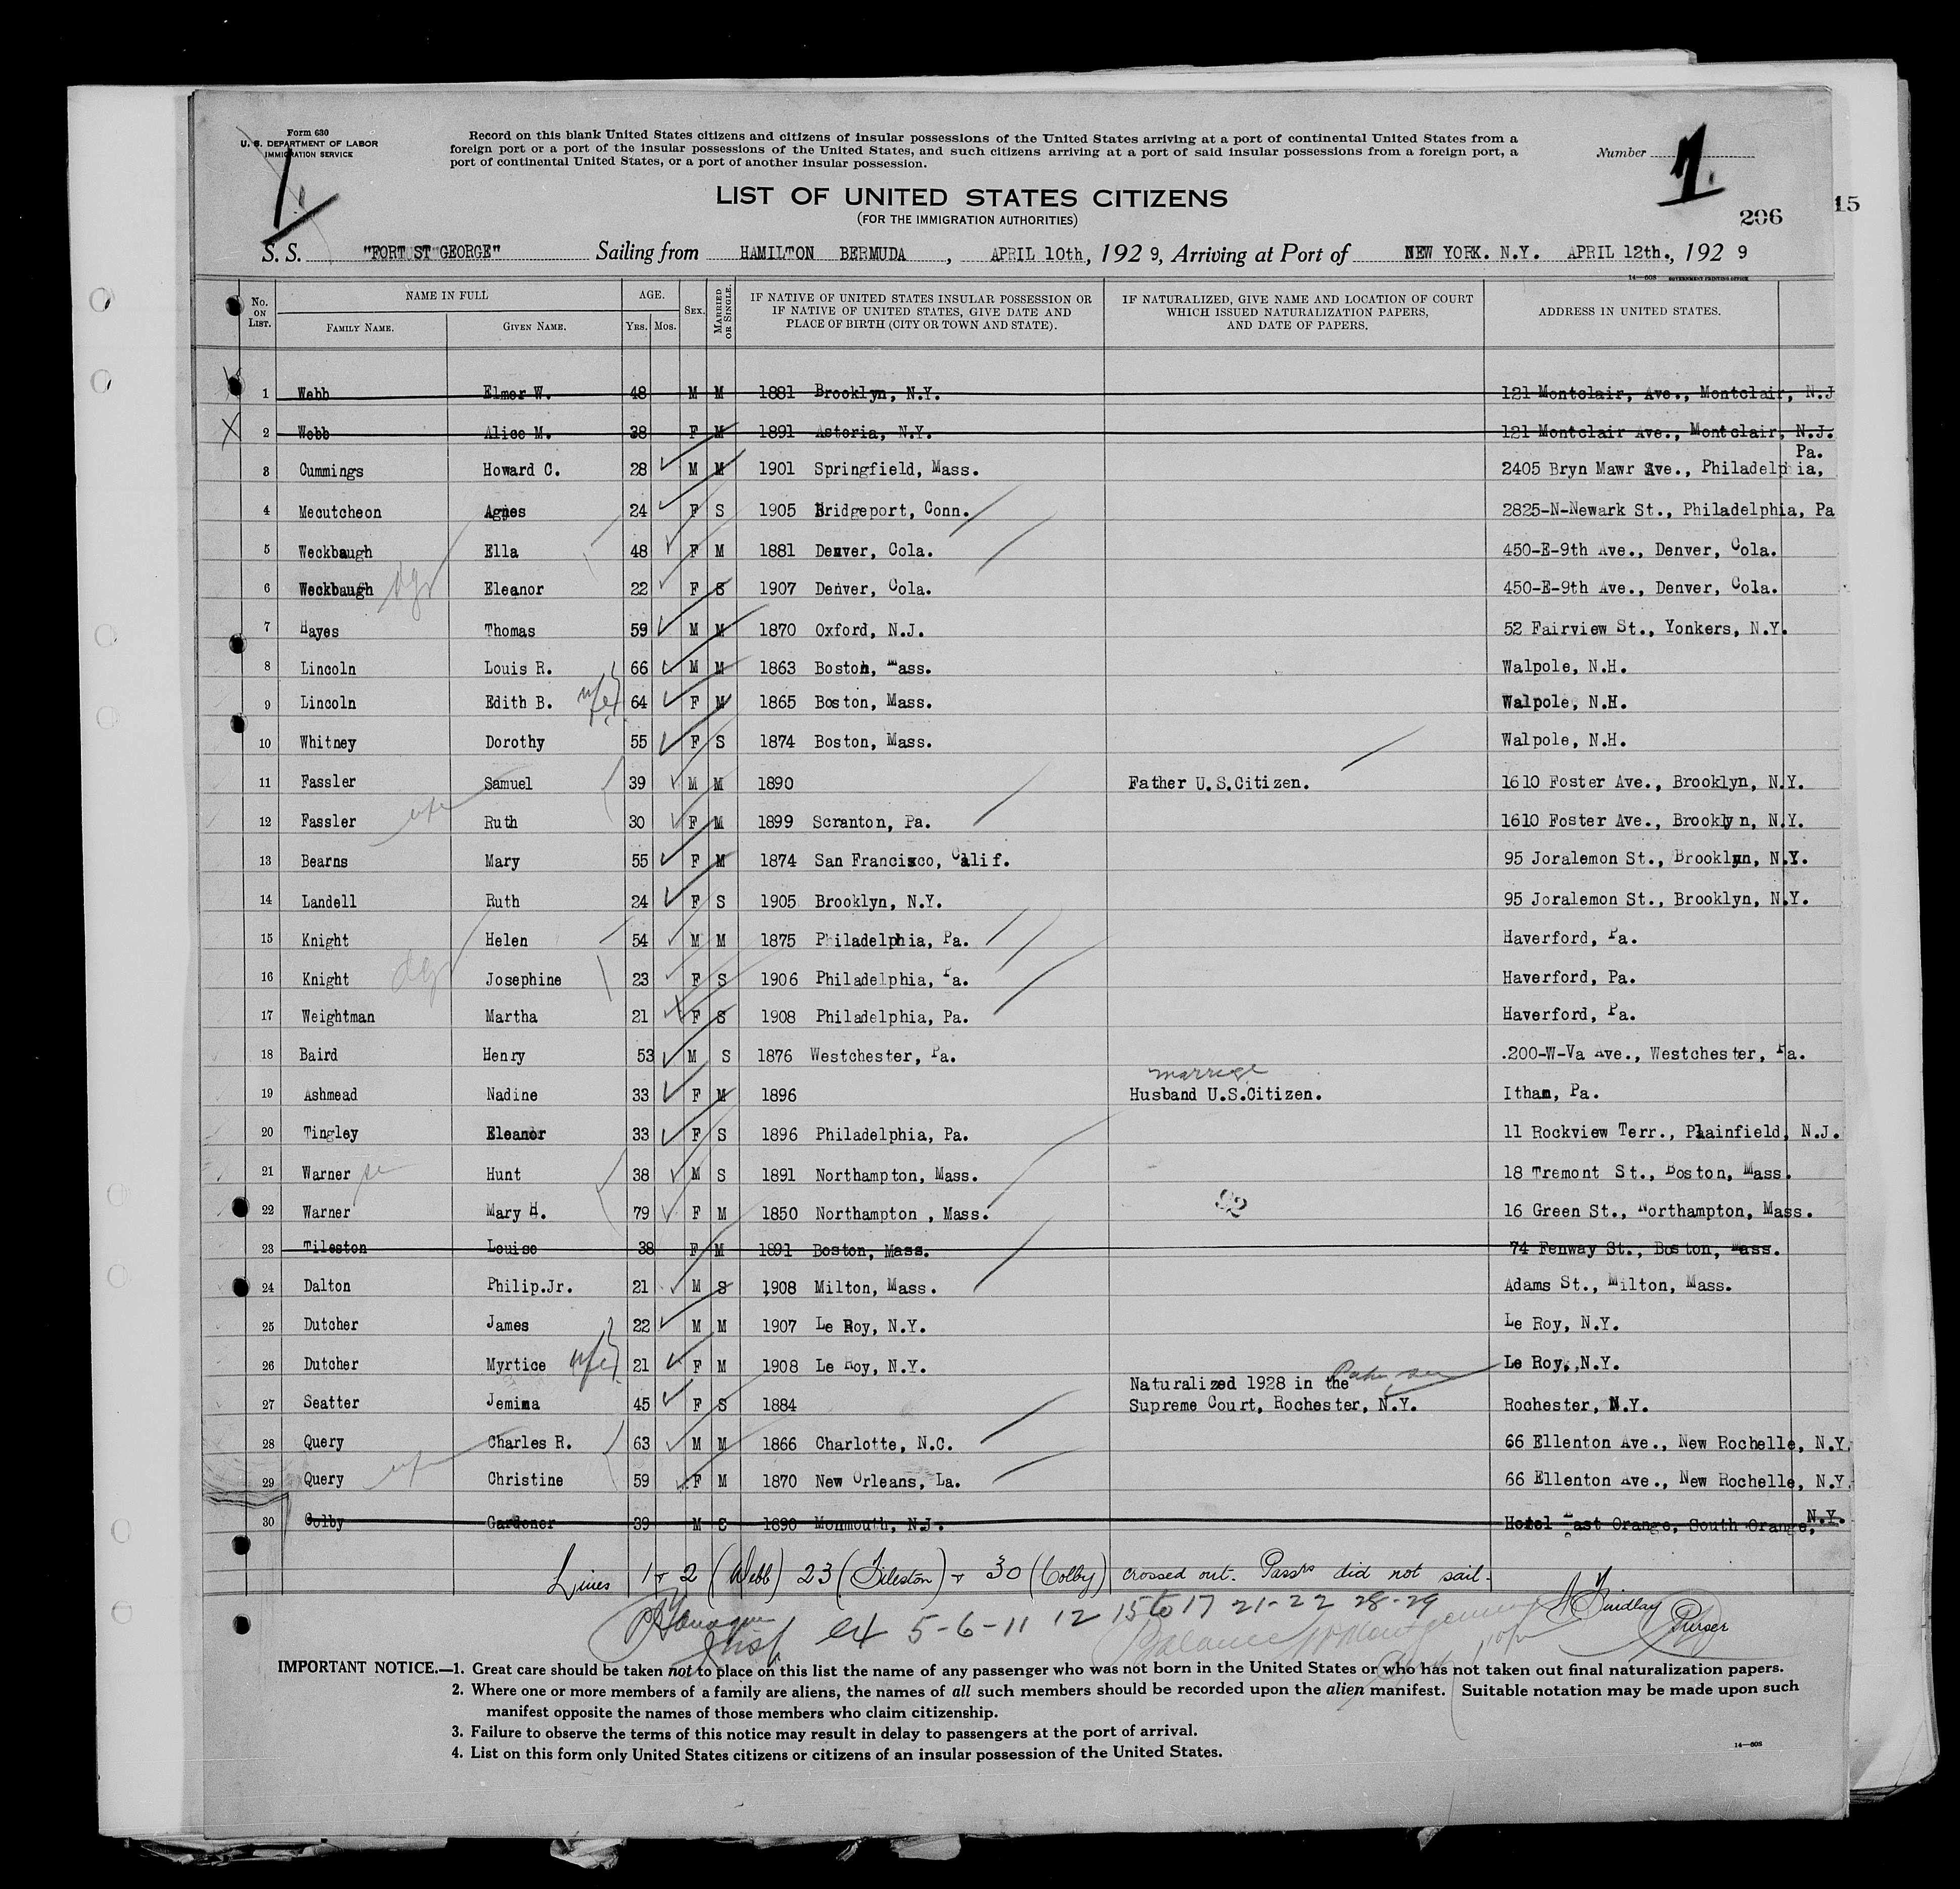 Form 630
U. S. DEPARTMENT OF LABOR
IMMIGRATION SERVICE
Record on this blank United States citizens and citizens of insular possessions of the United States arriving at a port of continental United States from a
foreign port or a port of the insular possessions of the United States, and such citizens arriving at a port of said insular possessions from a foreign port, a
port of continental United States, or a port of another insular possession.
Number 1.
1.
LIST OF UNITED STATES CITIZENS
(FOR THE IMMIGRATION AUTHORITIES)
206
15
S. S. "FORT ST GEORGE" Sailing from HAMILTON BERMUDA, APRIL 10th, 1929, Arriving at Port of NEW YORK. N.Y. APRIL 12th., 1929
14—608 GOVERNMENT PRINTING OFFICE
No. ON LIST. NAME IN FULL FAMILY NAME. GIVEN NAME. AGE. YRS. MOS. SEX. MARRIED OR SINGLE. IF NATIVE OF UNITED STATES INSULAR POSSESSION OR IF NATIVE OF UNITED STATES, GIVE DATE AND PLACE OF BIRTH (CITY OR TOWN AND STATE). IF NATURALIZED, GIVE NAME AND LOCATION OF COURT WHICH ISSUED NATURALIZATION PAPERS, AND DATE OF PAPERS. ADDRESS IN UNITED STATES.
1 Webb Elmer W. 48 M M 1881 Brooklyn, N.Y. 121 Montclair, Ave., Montclair, N.J
2 Webb Alice M. 38 F M 1891 Astoria, N.Y. 121 Montclair Ave., Montclair, N.J.
3 Cummings Howard C. 28 M M 1901 Springfield, Mass. 2405 Bryn Mawr Ave., Philadelphia, Pa.
4 Mecutcheon Agnes 24 F S 1905 Bridgeport, Conn. 2825-N-Newark St., Philadelphia, Pa
5 Weckbaugh Ella 48 F M 1881 Denver, Cola. 450-E-9th Ave., Denver, Cola.
6 Weckbaugh dgr Eleanor 22 F S 1907 Denver, Cola. 450-E-9th Ave., Denver, Cola.
7 Hayes Thomas 59 M M 1870 Oxford, N.J. 52 Fairview St., Yonkers, N.Y.
8 Lincoln Louis R. 66 M M 1863 Boston, Mass. Walpole, N.H.
9 Lincoln Edith B. wfe 64 F M 1865 Boston, Mass. Walpole, N.H.
10 Whitney Dorothy 55 F S 1874 Boston, Mass. Walpole, N.H.
11 Fassler Samuel 39 M M 1890 Father U.S.Citizen. 1610 Foster Ave., Brooklyn, N.Y.
12 Fassler wfe Ruth 30 F M 1899 Scranton, Pa. 1610 Foster Ave., Brooklyn, N.Y.
13 Bearns Mary 55 F M 1874 San Francisco, Calif. 95 Joralemon St., Brooklyn, N.Y.
14 Landell Ruth 24 F S 1905 Brooklyn, N.Y. 95 Joralemon St., Brooklyn, N.Y.
15 Knight Helen 54 M M 1875 Philadelphia, Pa. Haverford, Pa.
16 Knight dgr Josephine 23 F S 1906 Philadelphia, Pa. Haverford, Pa.
17 Weightman Martha 21 F S 1908 Philadelphia, Pa. Haverford, Pa.
18 Baird Henry 53 M S 1876 Westchester, Pa. .200-W-Va Ave., Westchester, Pa.
marriage
19 Ashmead Nadine 33 F M 1896 Husband U.S.Citizen. Ithan, Pa.
20 Tingley Eleanor 33 F S 1896 Philadelphia, Pa. 11 Rockview Terr., Plainfield, N.J.
21 Warner Hunt 38 M S 1891 Northampton, Mass. 18 Tremont St., Boston, Mass.
22 Warner Mary H. 79 F M 1850 Northampton , Mass. 16 Green St., Northampton, Mass.
23 Tileston Louise 38 F M 1891 Boston, Mass. 74 Fenway St., Boston, Mass.
24 Dalton Philip.Jr. 21 M S 1908 Milton, Mass. Adams St., Milton, Mass.
25 Dutcher James 22 M M 1907 Le Roy, N.Y. Le Roy, N.Y.
26 Dutcher Myrtice wfe 21 F M 1908 Le Roy, N.Y. Le Roy, N.Y.
Naturalized 1928 in the
27 Seatter Jemima 45 F S 1884 Supreme Court, Rochester, N.Y. Rochester, N.Y.
28 Query Charles R. 63 M M 1866 Charlotte, N.C. 66 Ellenton Ave., New Rochelle, N.Y.
29 Query wfe Christine 59 F M 1870 New Orleans, La. 66 Ellenton Ave., New Rochelle, N.Y.
30 Colby Gardener 39 M S 1890 Monmouth, N.J. Hotel East Orange, South Orange, N.Y.
Lines 1 + 2 (Webb) 23 (Tileston) + 30 (Colby) crossed out. Passrs did not sail.
Insp. ex 5-6-11 12 15 to 17 21-22 28-29
Balance
Findlay
Purser
IMPORTANT NOTICE.—1. Great care should be taken not to place on this list the name of any passenger who was not born in the United States or who has not taken out final naturalization papers.
2. Where one or more members of a family are aliens, the names of all such members should be recorded upon the alien manifest. Suitable notation may be made upon such
manifest opposite the names of those members who claim citizenship.
3. Failure to observe the terms of this notice may result in delay to passengers at the port of arrival.
4. List on this form only United States citizens or citizens of an insular possession of the United States.
14—608